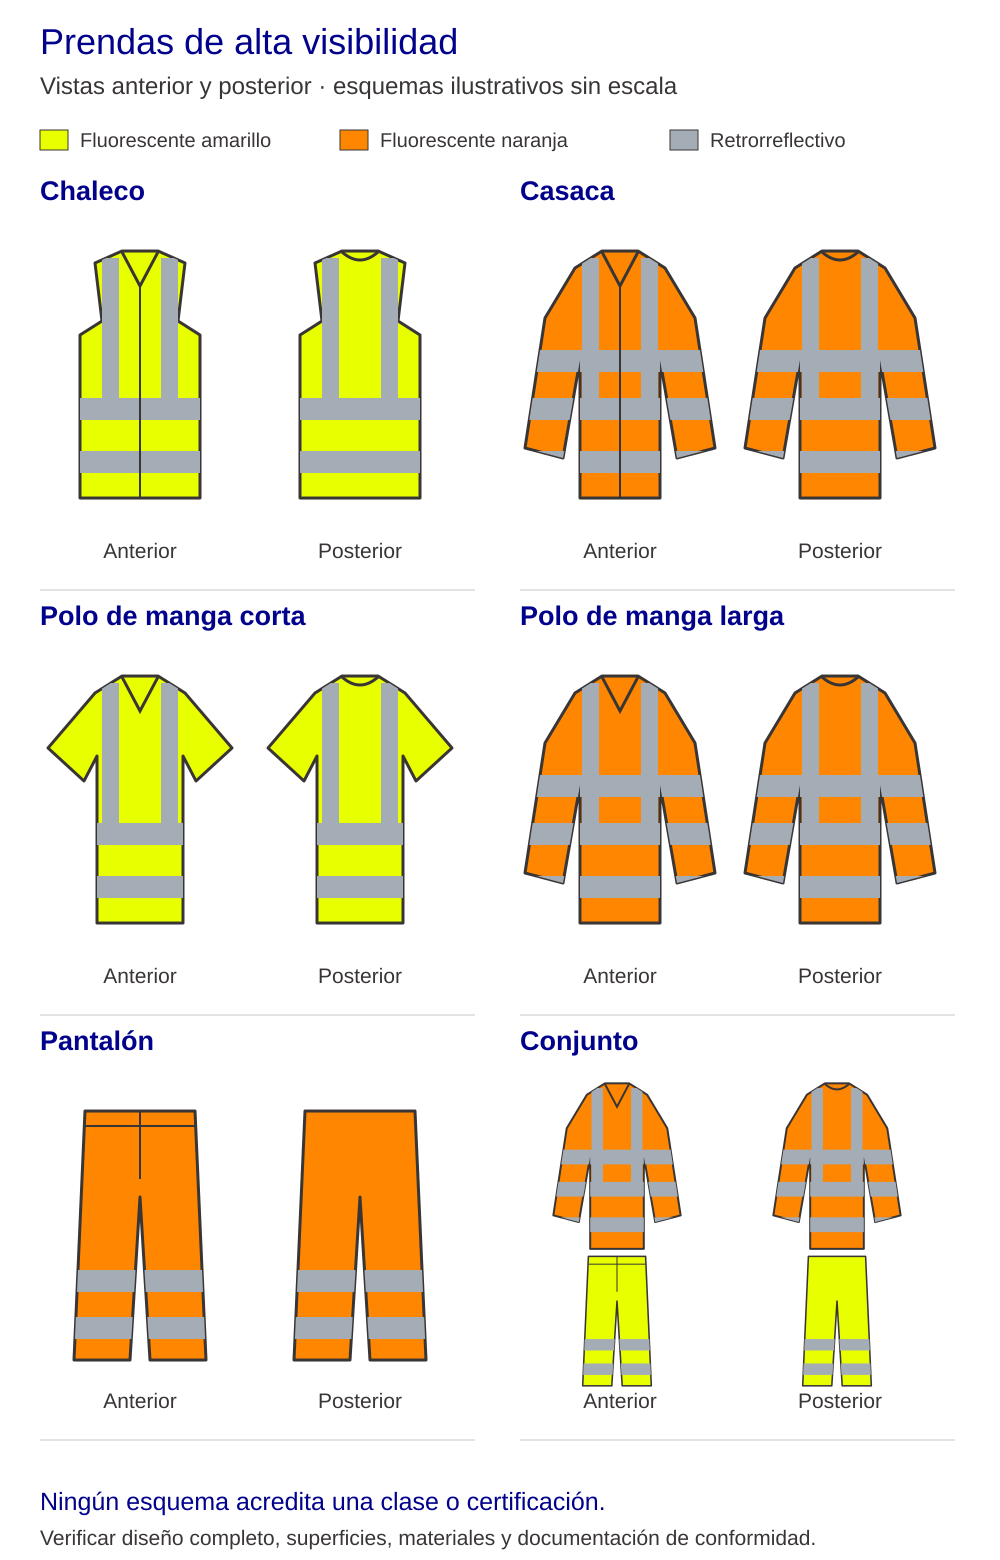 Prendas de alta visibilidad
Vistas anterior y posterior · esquemas ilustrativos sin escala
Fluorescente amarillo
Fluorescente naranja
Retrorreflectivo
Chaleco
Casaca
Anterior
Posterior
Anterior
Posterior
Polo de manga corta
Polo de manga larga
Anterior
Posterior
Anterior
Posterior
Pantalón
Conjunto
Anterior
Posterior
Anterior
Posterior
Ningún esquema acredita una clase o certificación.
Verificar diseño completo, superficies, materiales y documentación de conformidad.